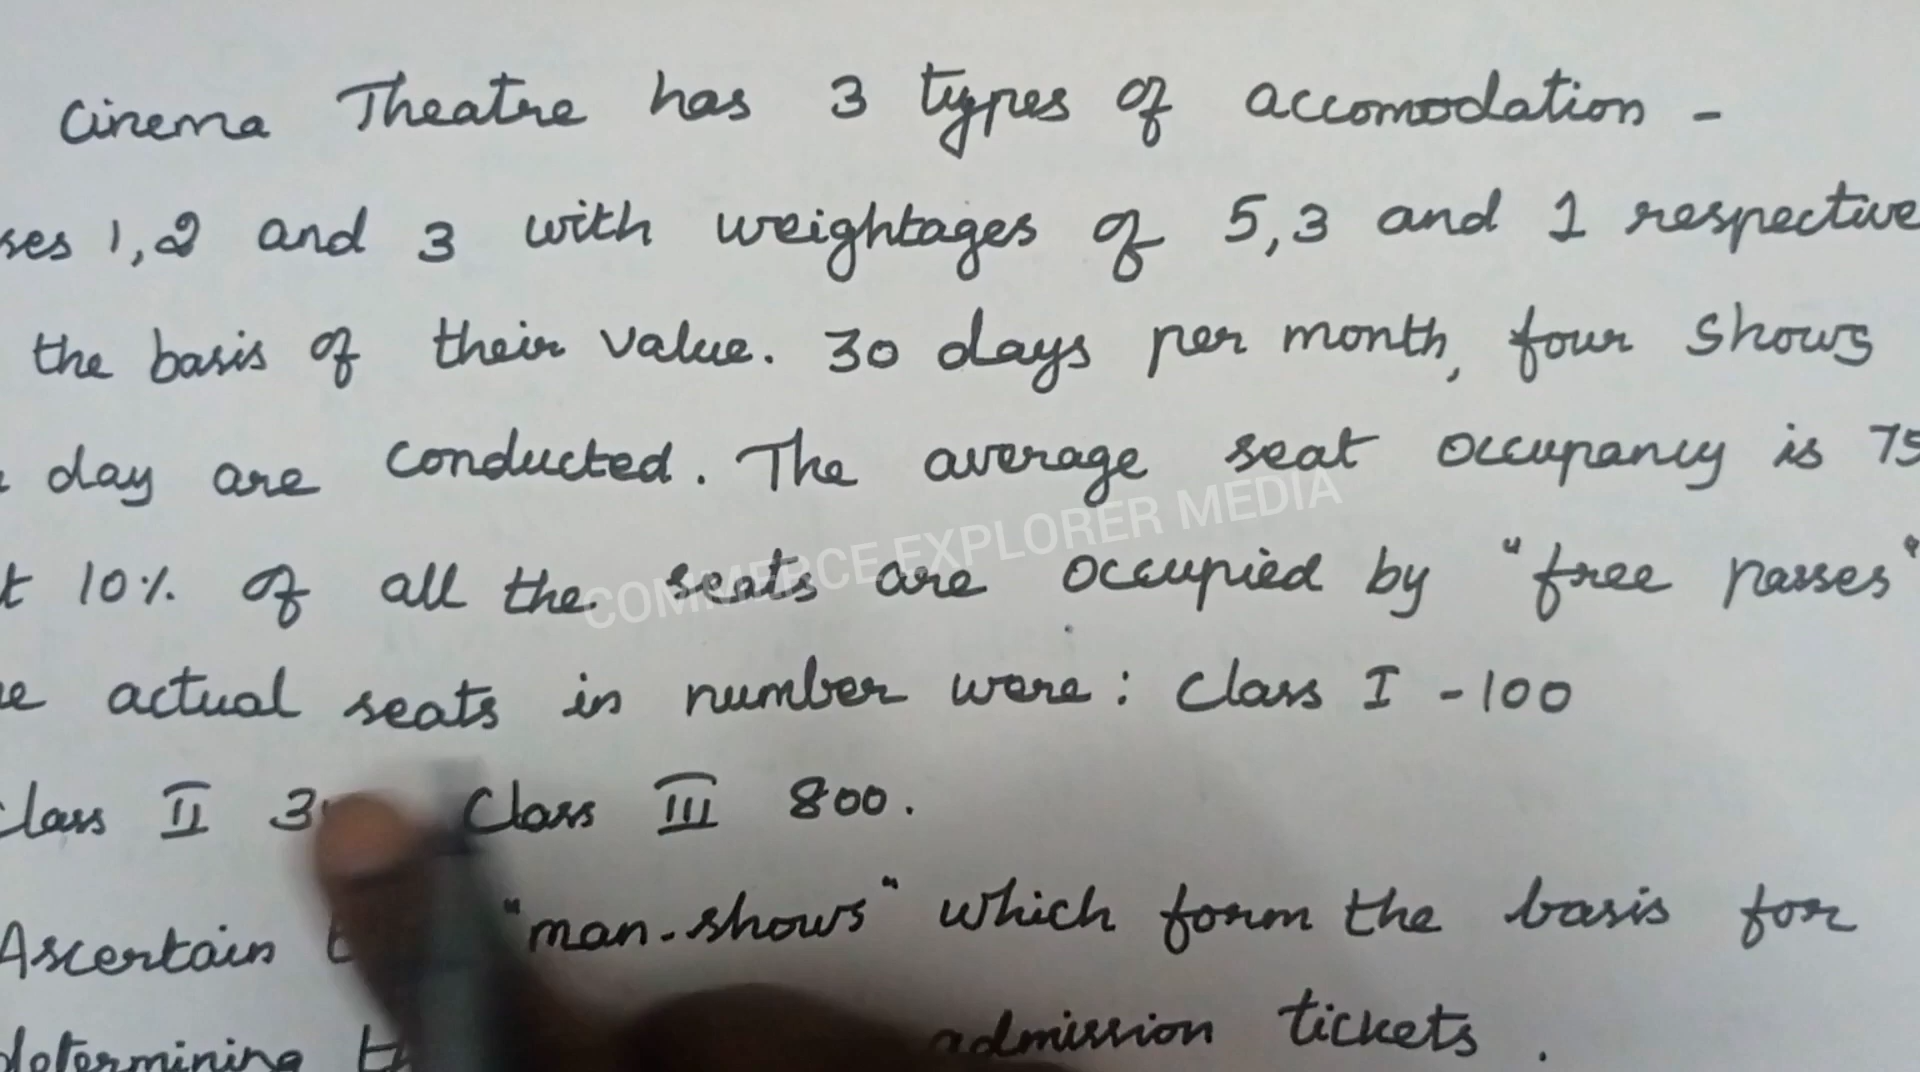 Cinema Theatre has 3 types of accomodation -
ses 1,2 and 3 with weightages of 5,3 and 1 respective
the basis of their value. 30 days per month, four shows
day are conducted. The average seat occupancy is 75
t 10% of all the seats are occupied by "free passes"
actual seats in number were: Class I - 100
class II 3 Class III 800.
Ascertain "man-shows" which form the basis for
determining admission tickets.
COMMERCE EXPLORER MEDIA